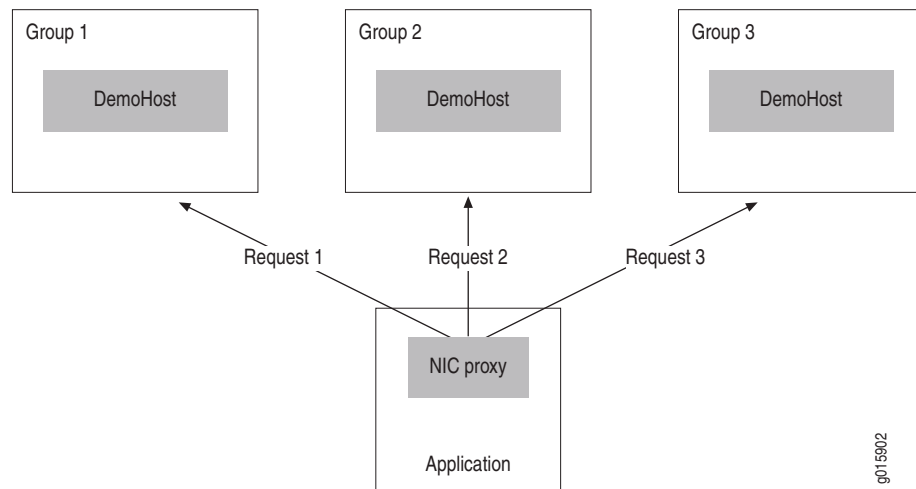 Group 1
Group 2
Group 3
DemoHost
DemoHost
DemoHost
Request 1
Request 2
Request 3
NIC proxy
Application
g015902